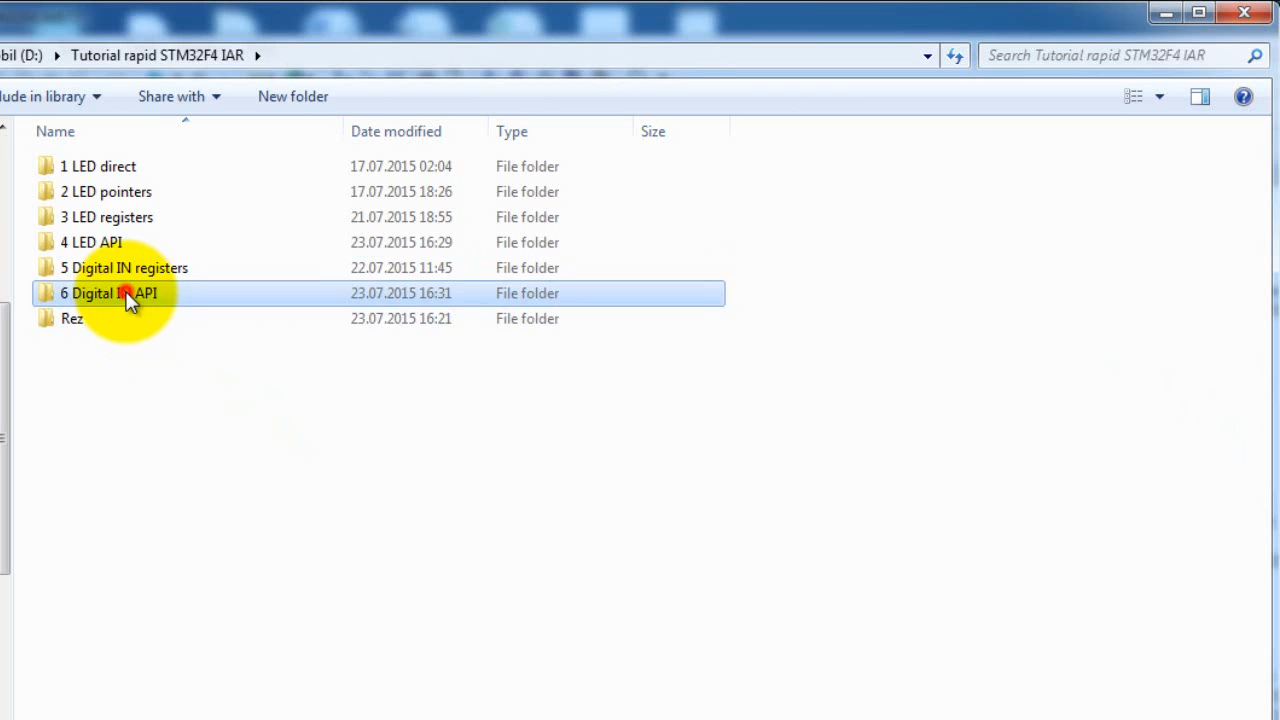 bil (D:) Tutorial rapid STM32F4 IAR Search Tutorial rapid STM32F4 IAR
lude in library Share with New folder
Name Date modified Type Size
1 LED direct 17.07.2015 02:04 File folder
2 LED pointers 17.07.2015 18:26 File folder
3 LED registers 21.07.2015 18:55 File folder
4 LED API 23.07.2015 16:29 File folder
5 Digital IN registers 22.07.2015 11:45 File folder
6 Digital IN API 23.07.2015 16:31 File folder
Rez 23.07.2015 16:21 File folder